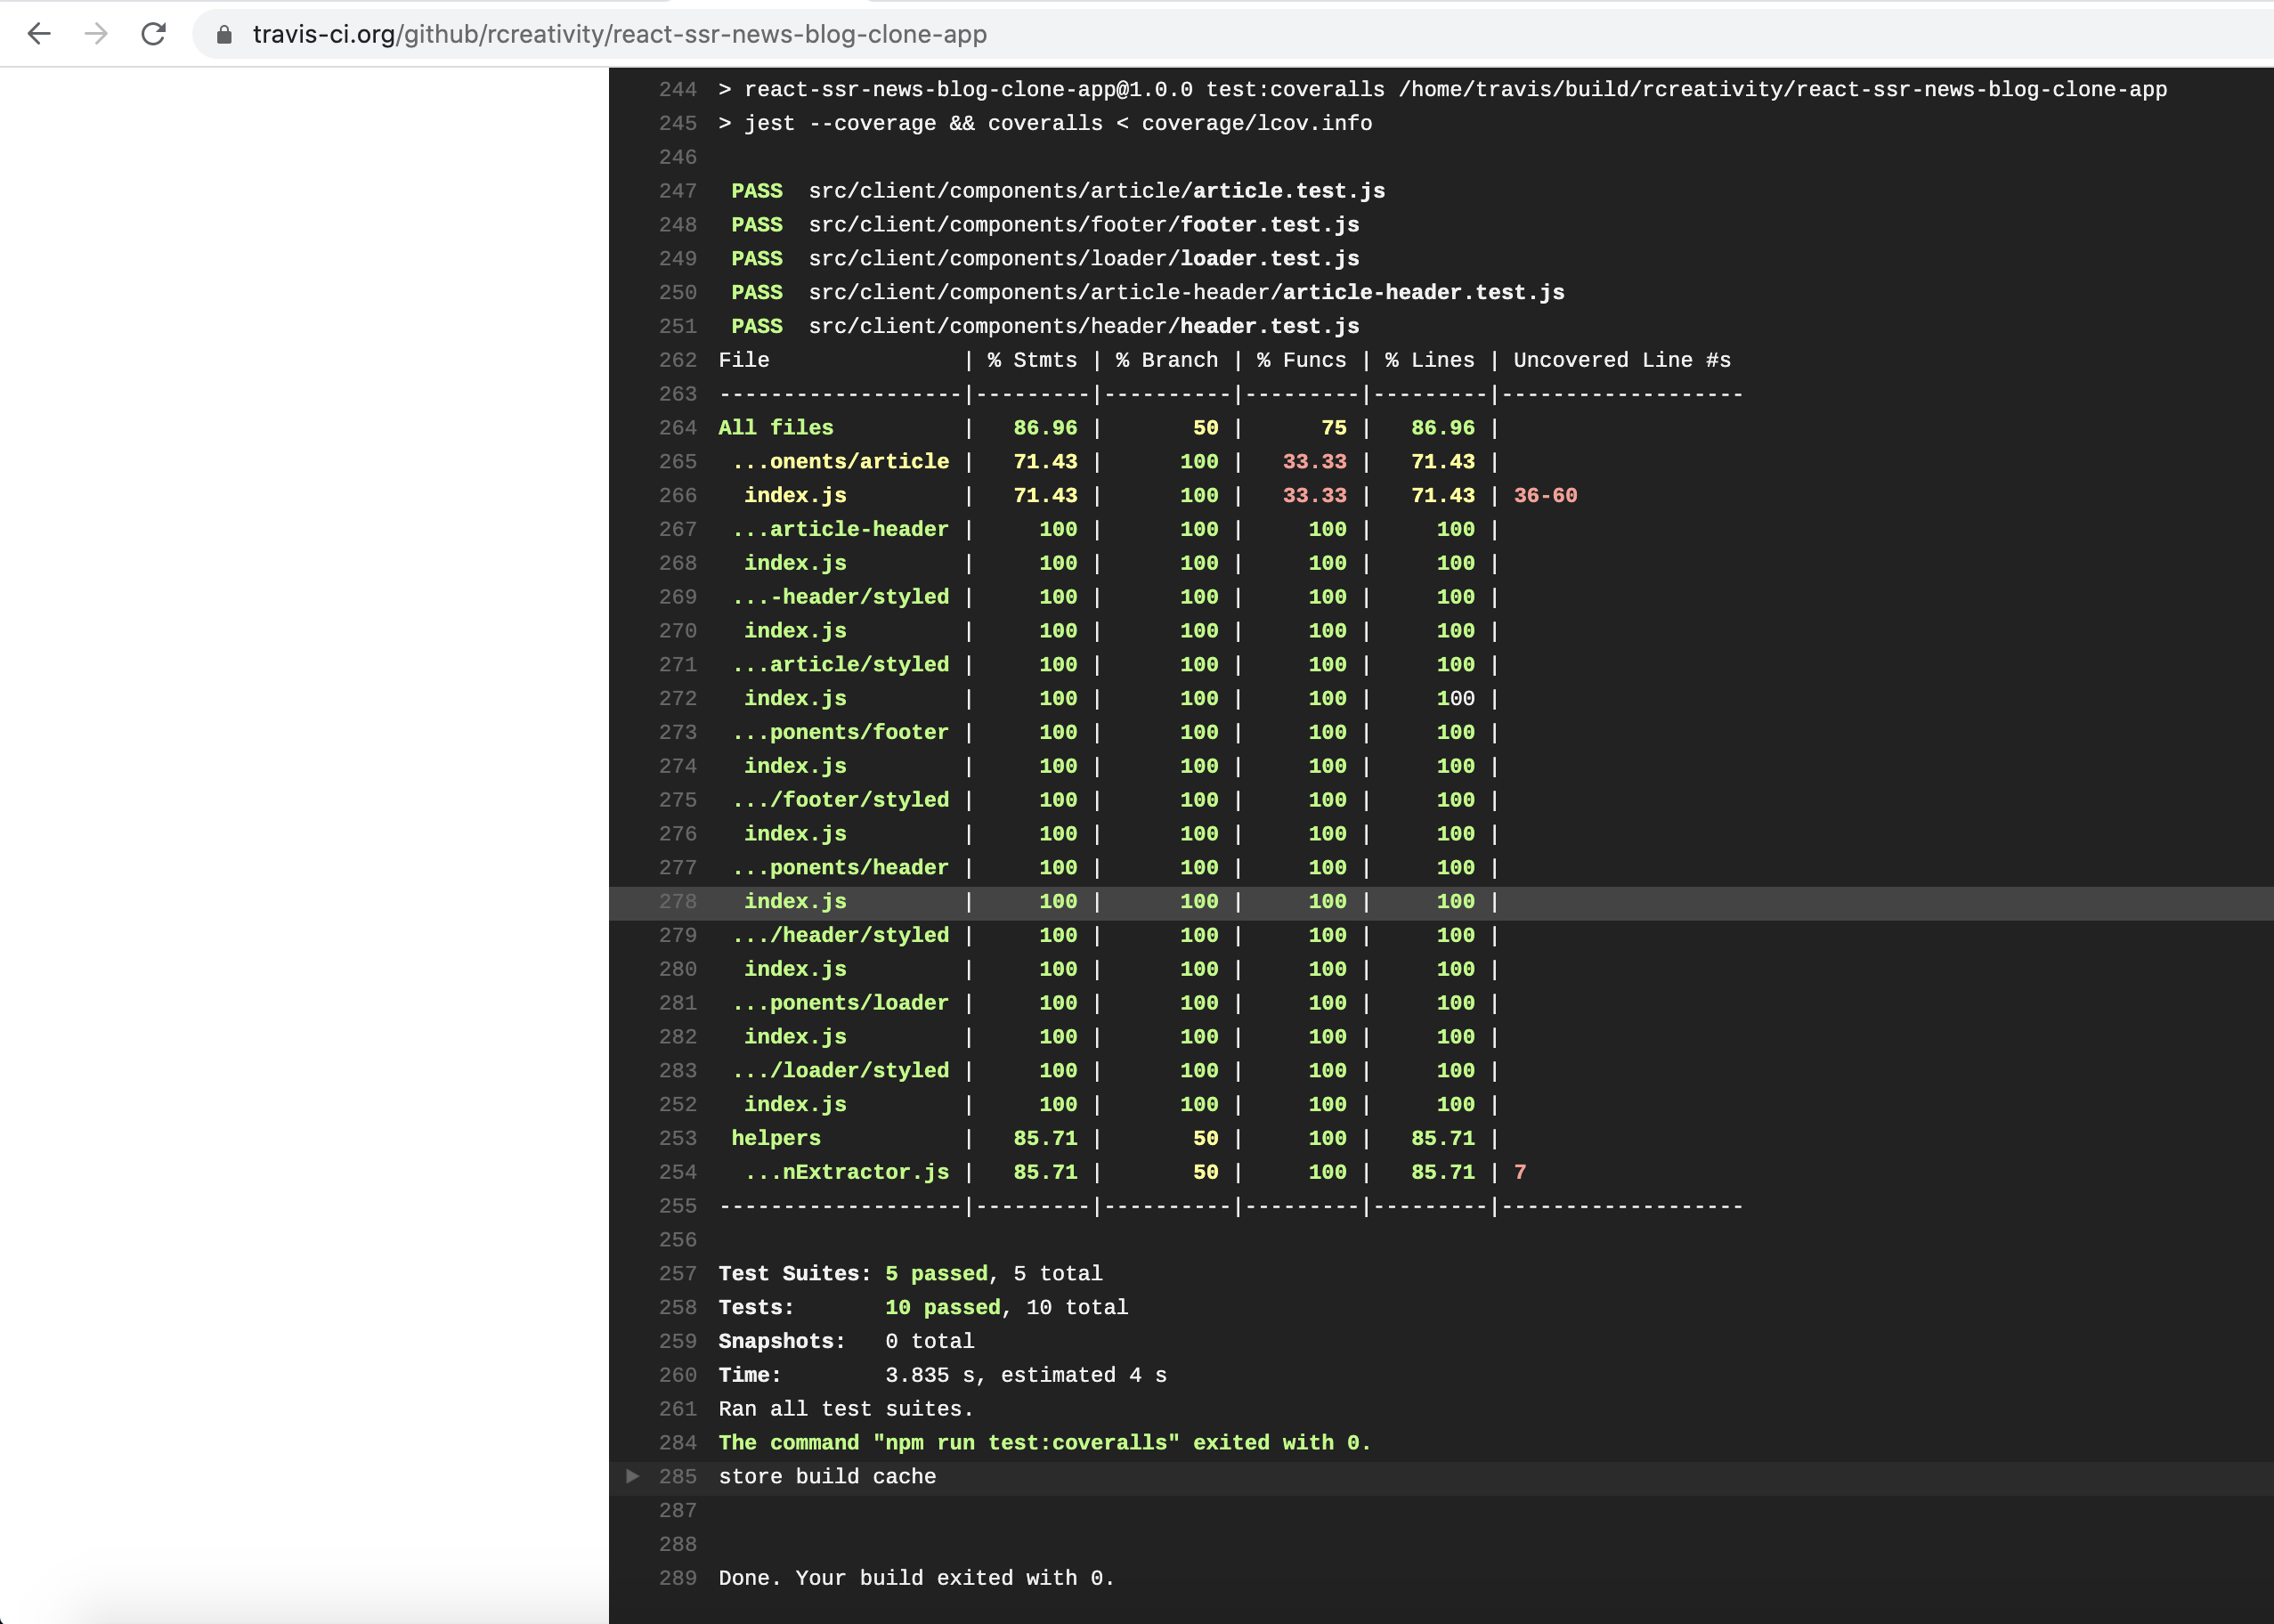 travis-ci.org/github/rcreativity/react-ssr-news-blog-clone-app
244 > react-ssr-news-blog-clone-app@1.0.0 test:coveralls /home/travis/build/rcreativity/react-ssr-news-blog-clone-app
245 > jest --coverage && coveralls < coverage/lcov.info
246
247 PASS src/client/components/article/article.test.js
248 PASS src/client/components/footer/footer.test.js
249 PASS src/client/components/loader/loader.test.js
250 PASS src/client/components/article-header/article-header.test.js
251 PASS src/client/components/header/header.test.js
262 File | % Stmts | % Branch | % Funcs | % Lines | Uncovered Line #s
263 -------------------|---------|----------|---------|---------|-------------------
264 All files | 86.96 | 50 | 75 | 86.96 |
265 ...onents/article | 71.43 | 100 | 33.33 | 71.43 |
266 index.js | 71.43 | 100 | 33.33 | 71.43 | 36-60
267 ...article-header | 100 | 100 | 100 | 100 |
268 index.js | 100 | 100 | 100 | 100 |
269 ...-header/styled | 100 | 100 | 100 | 100 |
270 index.js | 100 | 100 | 100 | 100 |
271 ...article/styled | 100 | 100 | 100 | 100 |
272 index.js | 100 | 100 | 100 | 100 |
273 ...ponents/footer | 100 | 100 | 100 | 100 |
274 index.js | 100 | 100 | 100 | 100 |
275 .../footer/styled | 100 | 100 | 100 | 100 |
276 index.js | 100 | 100 | 100 | 100 |
277 ...ponents/header | 100 | 100 | 100 | 100 |
278 index.js | 100 | 100 | 100 | 100 |
279 .../header/styled | 100 | 100 | 100 | 100 |
280 index.js | 100 | 100 | 100 | 100 |
281 ...ponents/loader | 100 | 100 | 100 | 100 |
282 index.js | 100 | 100 | 100 | 100 |
283 .../loader/styled | 100 | 100 | 100 | 100 |
252 index.js | 100 | 100 | 100 | 100 |
253 helpers | 85.71 | 50 | 100 | 85.71 |
254 ...nExtractor.js | 85.71 | 50 | 100 | 85.71 | 7
255 -------------------|---------|----------|---------|---------|-------------------
256
257 Test Suites: 5 passed, 5 total
258 Tests: 10 passed, 10 total
259 Snapshots: 0 total
260 Time: 3.835 s, estimated 4 s
261 Ran all test suites.
284 The command "npm run test:coveralls" exited with 0.
285 store build cache
287
288
289 Done. Your build exited with 0.